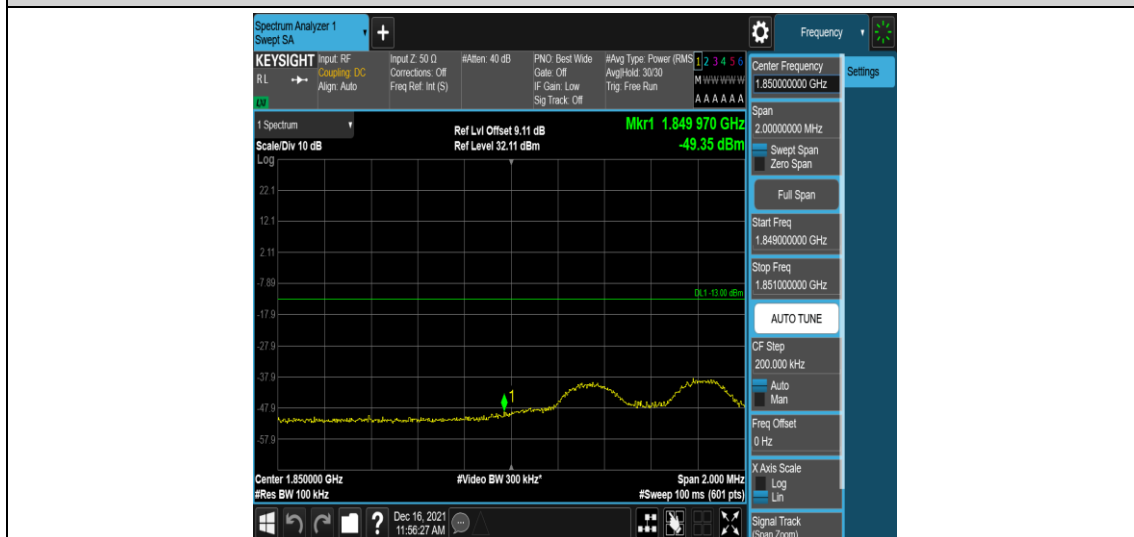 Spectrum Analyzer 1
Swept SA
+
Frequency
KEYSIGHT
RL
LXI
Input: RF
Coupling: DC
Align: Auto
Input Z: 50 Ω
Corrections: Off
Freq Ref: Int (S)
#Atten: 40 dB
PNO: Best Wide
Gate: Off
IF Gain: Low
Sig Track: Off
#Avg Type: Power (RMS
Avg|Hold: 30/30
Trig: Free Run
1 2 3 4 5 6
M W W W W W
A A A A A A
1 Spectrum
Scale/Div 10 dB
Log
Ref Lvl Offset 9.11 dB
Ref Level 32.11 dBm
Mkr1 1.849 970 GHz
-49.35 dBm
22.1
12.1
2.11
-7.89
DL1 -13.00 dBm
-17.9
-27.9
-37.9
1
-47.9
-57.9
Center 1.850000 GHz
#Res BW 100 kHz
#Video BW 300 kHz*
Span 2.000 MHz
#Sweep 100 ms (601 pts)
Center Frequency
1.850000000 GHz
Settings
Span
2.00000000 MHz
Swept Span
Zero Span
Full Span
Start Freq
1.849000000 GHz
Stop Freq
1.851000000 GHz
AUTO TUNE
CF Step
200.000 kHz
Auto
Man
Freq Offset
0 Hz
X Axis Scale
Log
Lin
Signal Track
(Span Zoom)
?
Dec 16, 2021
11:56:27 AM